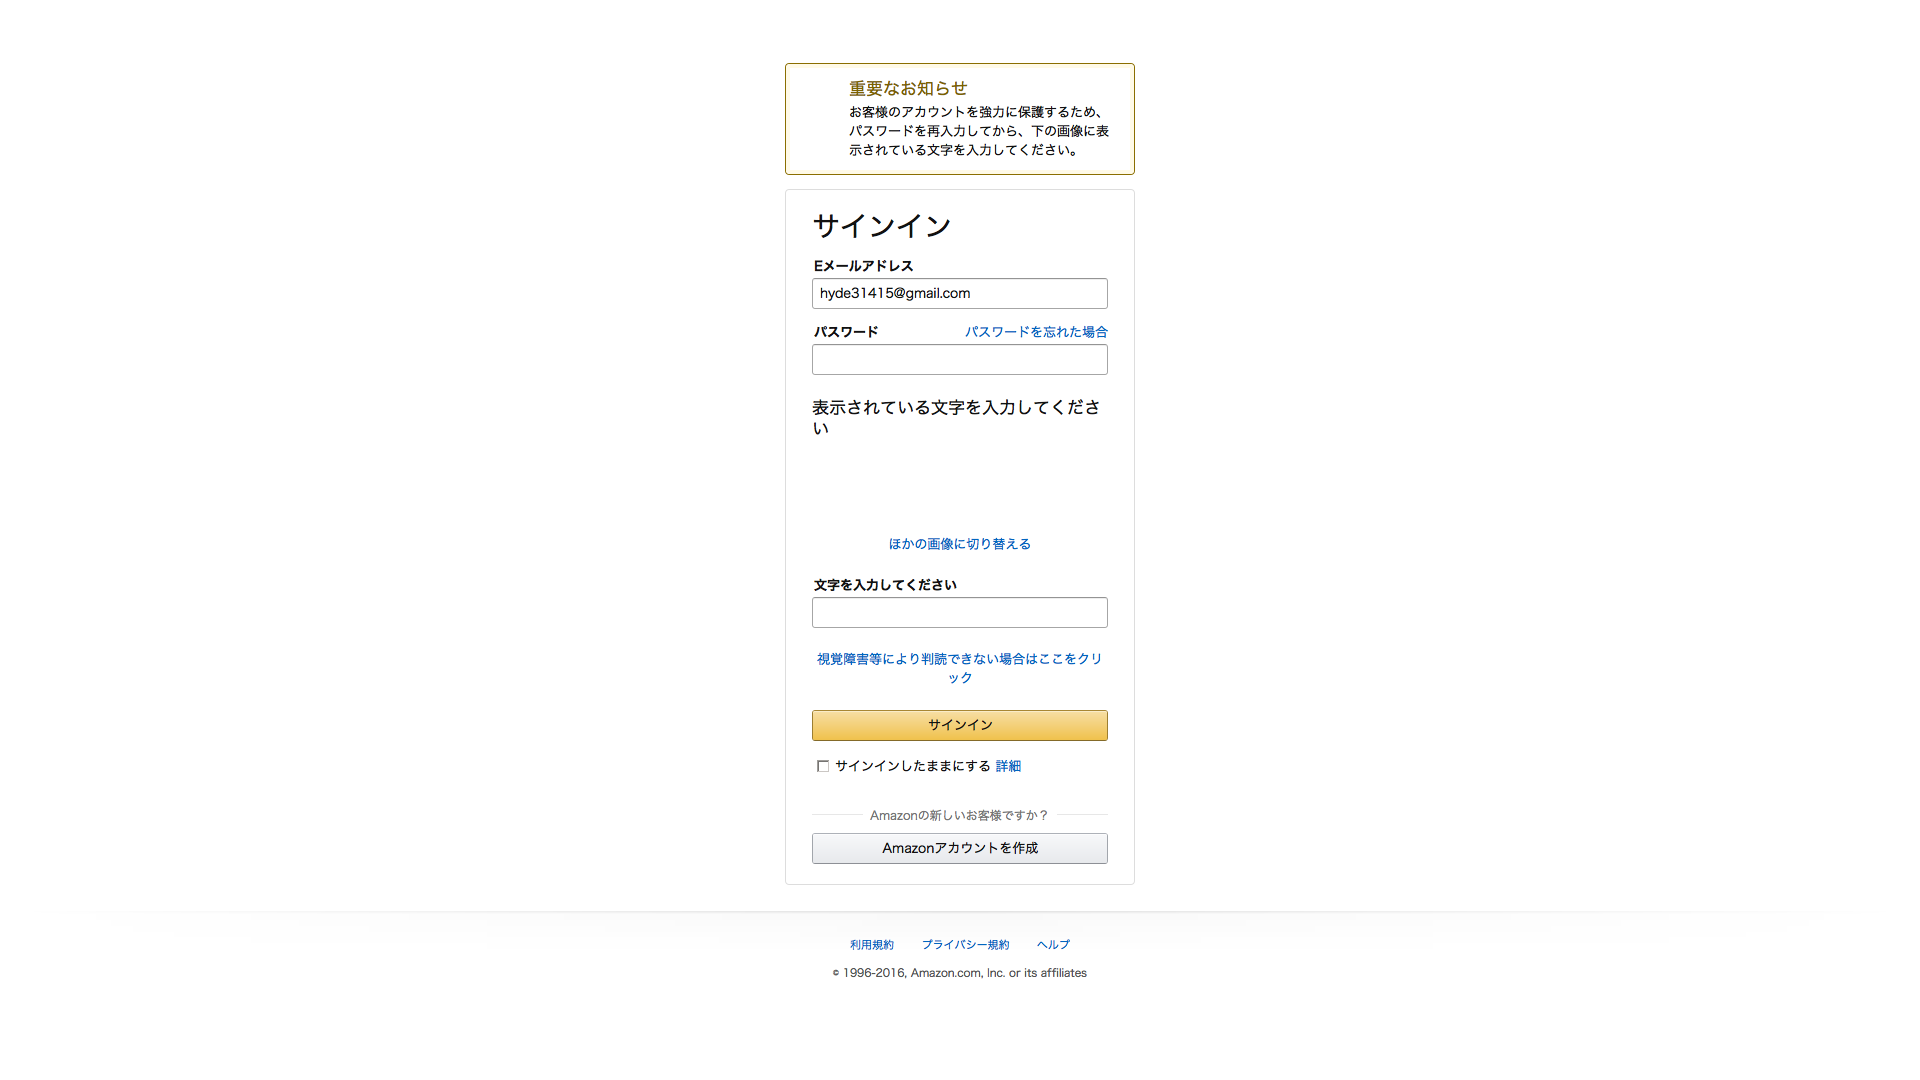 重要なお知らせ
お客様のアカウントを強力に保護するため、
パスワードを再入力してから、下の画像に表
示されている文字を入力してください。
サインイン
Eメールアドレス
hyde31415@gmail.com
パスワード パスワードを忘れた場合
表示されている文字を入力してくださ
い
ほかの画像に切り替える
文字を入力してください
視覚障害等により判読できない場合はここをクリ
ック
サインイン
サインインしたままにする 詳細
Amazonの新しいお客様ですか？
Amazonアカウントを作成
利用規約 プライバシー規約 ヘルプ
© 1996-2016, Amazon.com, Inc. or its affiliates